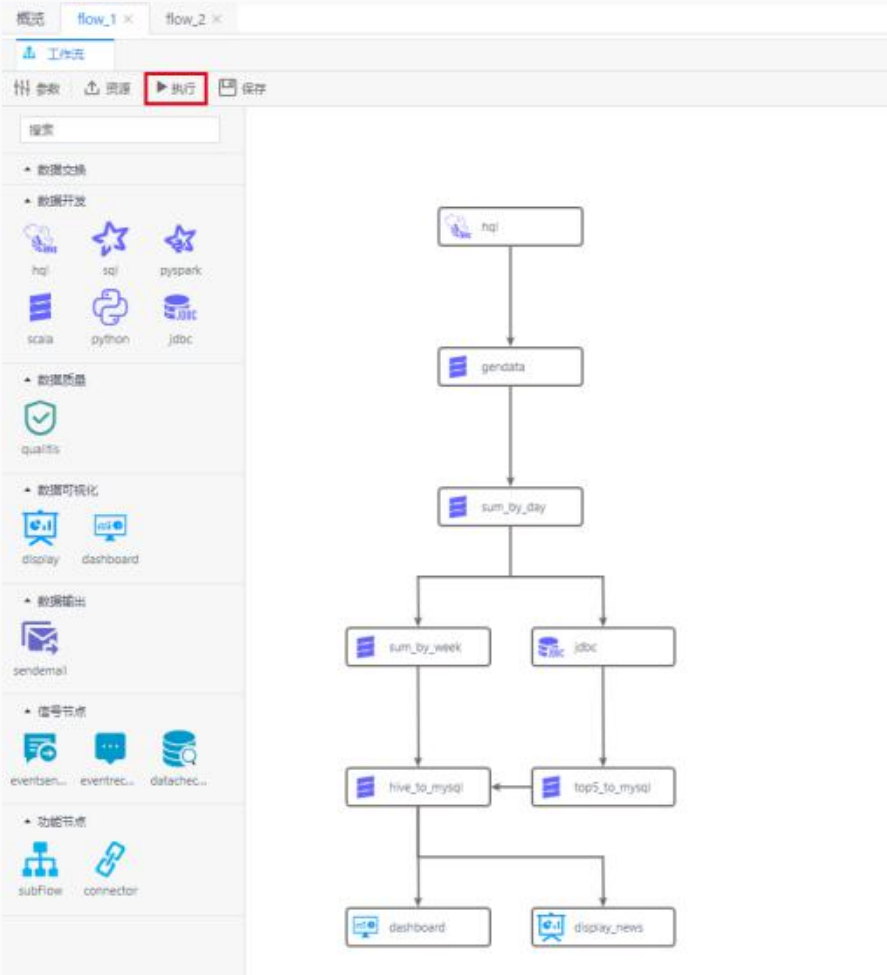 概览 flow_1 × flow_2 ×
工作流
参数 资源 执行 保存
搜索
数据交换
数据开发
hql sql pyspark
scala python jdbc
数据质量
qualitis
数据可视化
display dashboard
数据输出
sendemail
信号节点
eventsen... eventrec... datachec...
功能节点
subFlow connector
hql
gendata
sum_by_day
sum_by_week jdbc
hive_to_mysql top5_to_mysql
dashboard display_news